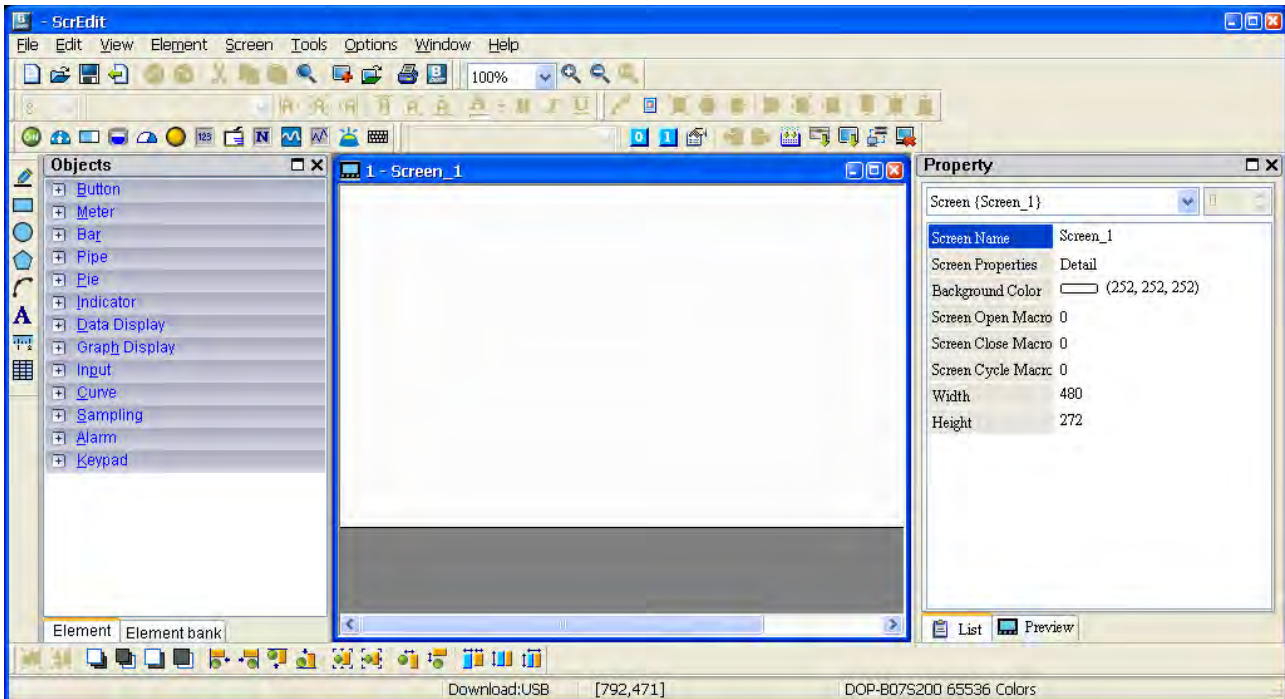 - ScrEdit
File Edit View Element Screen Tools Options Window Help
100%
8
Objects
Button
Meter
Bar
Pipe
Pie
Indicator
Data Display
Graph Display
Input
Curve
Sampling
Alarm
Keypad
Element Element bank
1 - Screen_1
Property
Screen {Screen_1} 0
Screen Name Screen_1
Screen Properties Detail
Background Color (252, 252, 252)
Screen Open Macro 0
Screen Close Macro 0
Screen Cycle Macro 0
Width 480
Height 272
List Preview
Download:USB [792,471] DOP-B07S200 65536 Colors